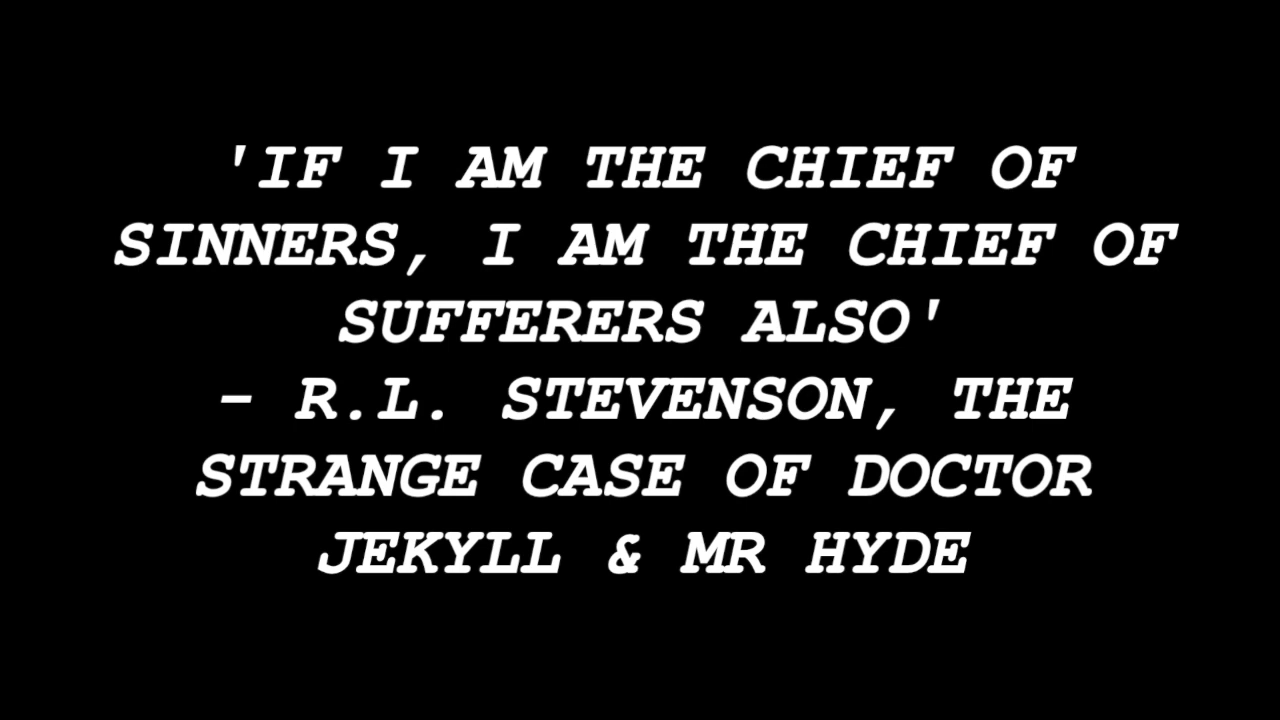 'IF I AM THE CHIEF OF
SINNERS, I AM THE CHIEF OF
SUFFERERS ALSO'
- R.L. STEVENSON, THE
STRANGE CASE OF DOCTOR
JEKYLL & MR HYDE